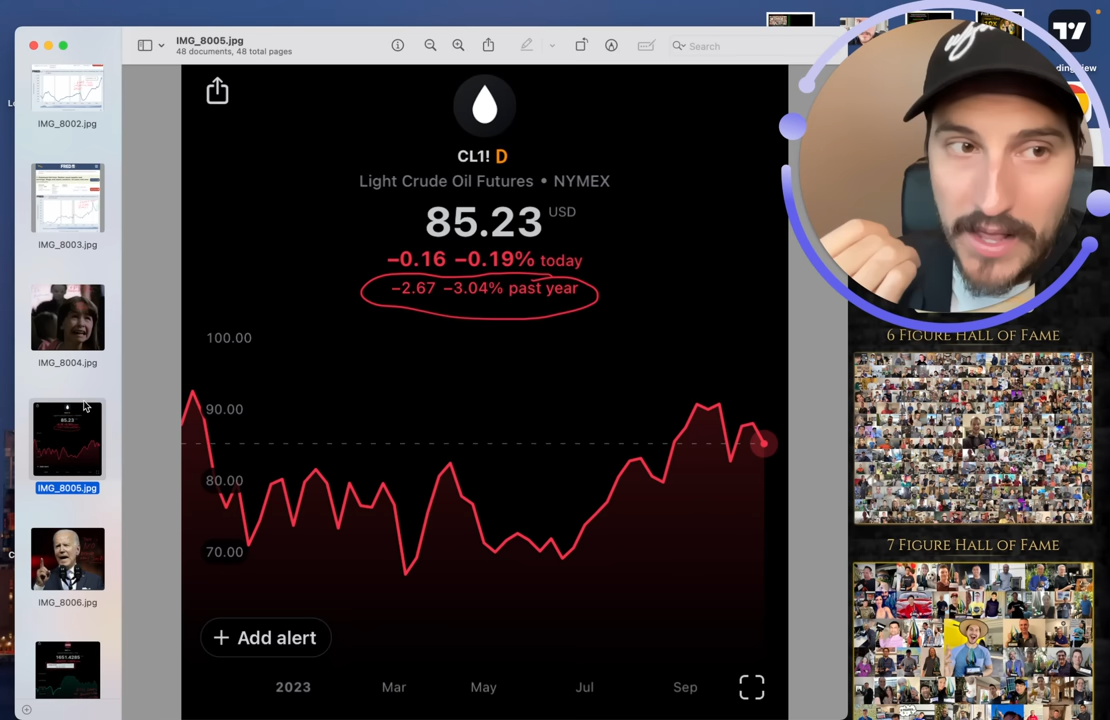 IMG_8005.jpg
48 documents, 48 total pages
Search
IMG_8002.jpg
IMG_8003.jpg
IMG_8004.jpg
IMG_8005.jpg
IMG_8006.jpg
CL1! D
Light Crude Oil Futures • NYMEX
85.23 USD
−0.16 −0.19% today
−2.67 −3.04% past year
100.00
90.00
80.00
70.00
+ Add alert
2023 Mar May Jul Sep
6 Figure Hall of Fame
7 Figure Hall of Fame